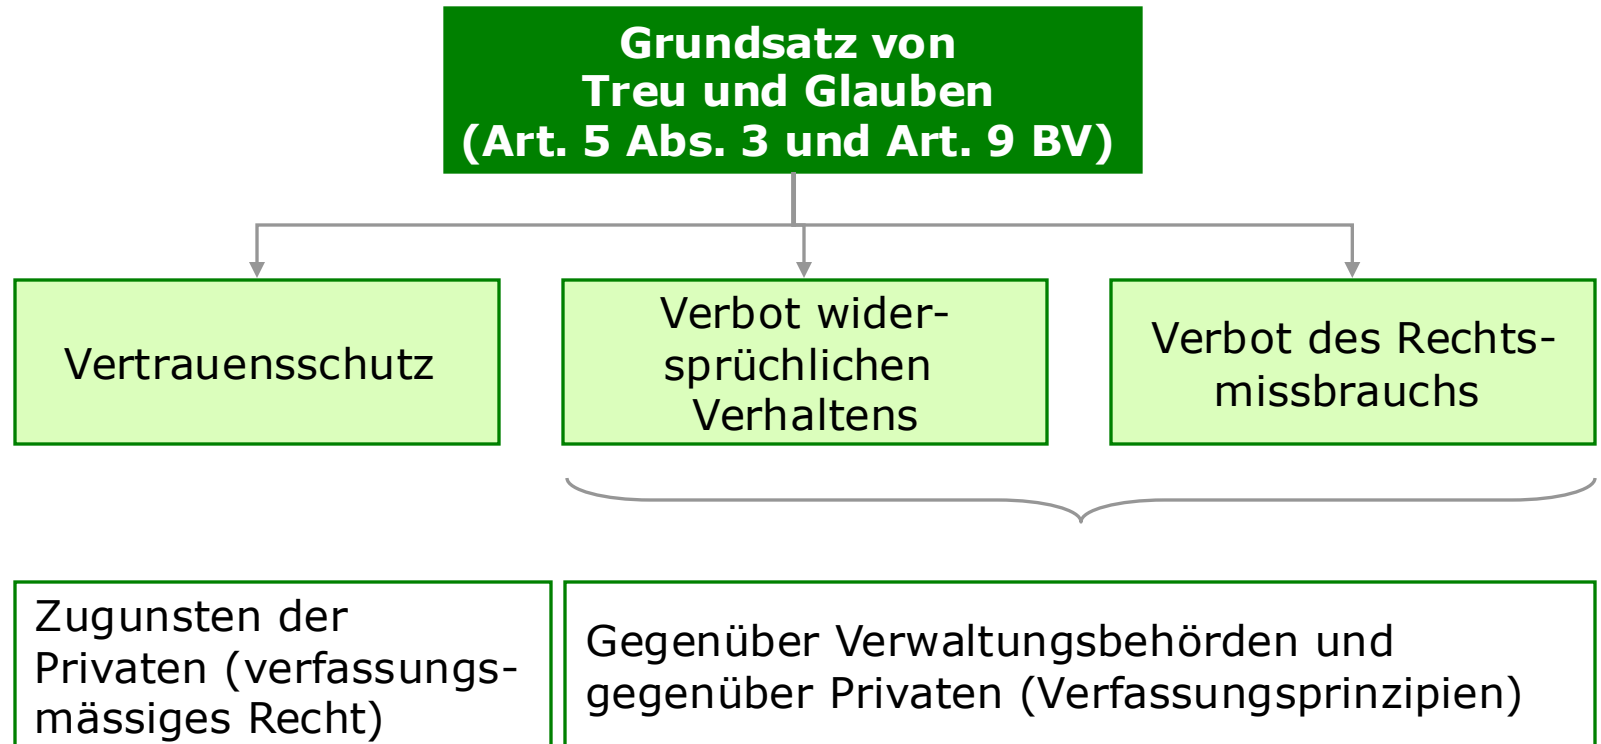 Grundsatz von
Treu und Glauben
(Art. 5 Abs. 3 und Art. 9 BV)
Vertrauensschutz
Verbot wider-
sprüchlichen
Verhaltens
Verbot des Rechts-
missbrauchs
Zugunsten der
Privaten (verfassungs-
mässiges Recht)
Gegenüber Verwaltungsbehörden und
gegenüber Privaten (Verfassungsprinzipien)